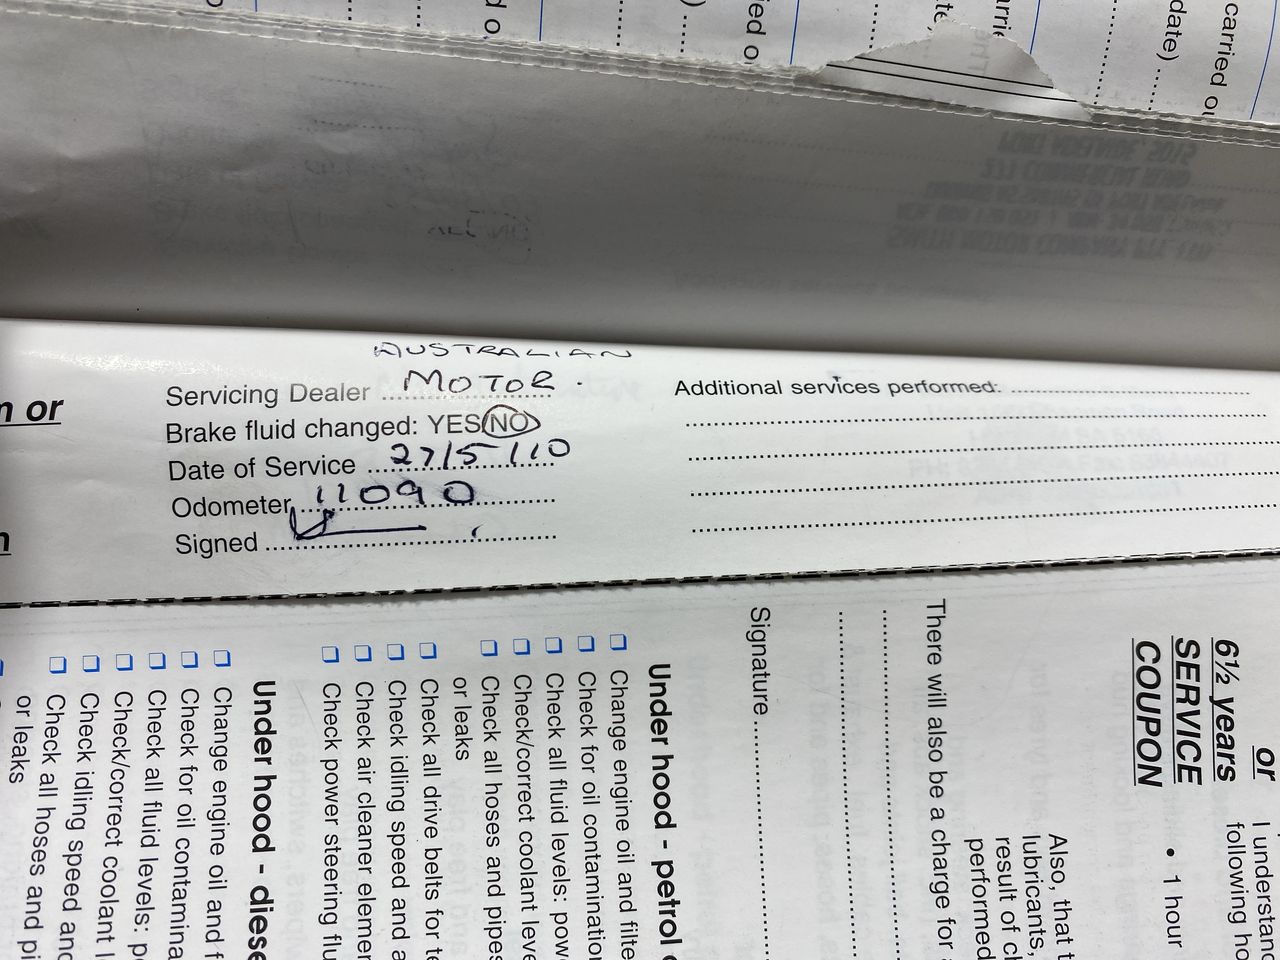 carried ou
date)
AUSTRALIAN
Servicing Dealer MOTOR.
Brake fluid changed: YES/NO
Date of Service 27/5/10
Odometer 11090
Signed
Additional services performed:
n or
or
6½ years
SERVICE
COUPON
I understand
following ho
• 1 hour
Also, that t
lubricants,
result of ch
performed
There will also be a charge for
Signature
Under hood - petrol
❑ Change engine oil and filte
❑ Check for oil contamination
❑ Check all fluid levels: pow
❑ Check/correct coolant leve
❑ Check all hoses and pipes
or leaks
❑ Check all drive belts for te
❑ Check idling speed and a
❑ Check air cleaner elemen
❑ Check power steering flu
Under hood - diese
❑ Change engine oil and f
❑ Check for oil contamina
❑ Check all fluid levels: p
❑ Check/correct coolant l
❑ Check idling speed and
❑ Check all hoses and pi
or leaks